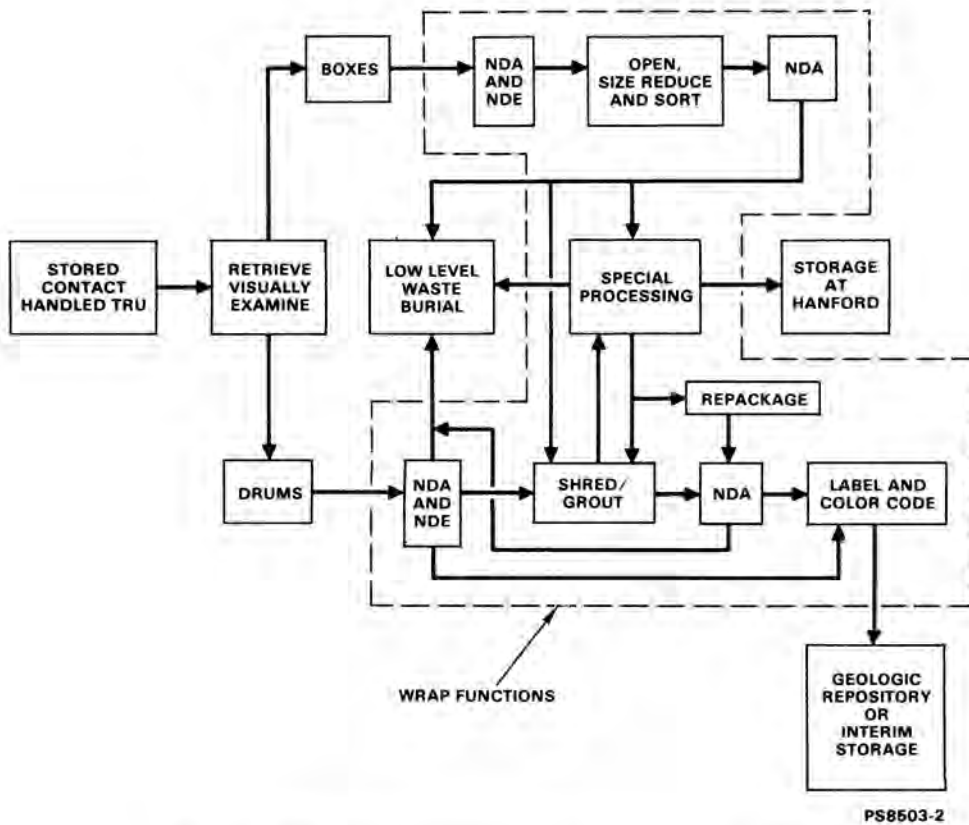 BOXES
NDA
AND
NDE
OPEN,
SIZE REDUCE
AND SORT
NDA
STORED
CONTACT
HANDLED TRU
RETRIEVE
VISUALLY
EXAMINE
LOW LEVEL
WASTE
BURIAL
SPECIAL
PROCESSING
STORAGE
AT
HANFORD
REPACKAGE
DRUMS
NDA
AND
NDE
SHRED/
GROUT
NDA
LABEL AND
COLOR CODE
WRAP FUNCTIONS
GEOLOGIC
REPOSITORY
OR
INTERIM
STORAGE
PS8503-2